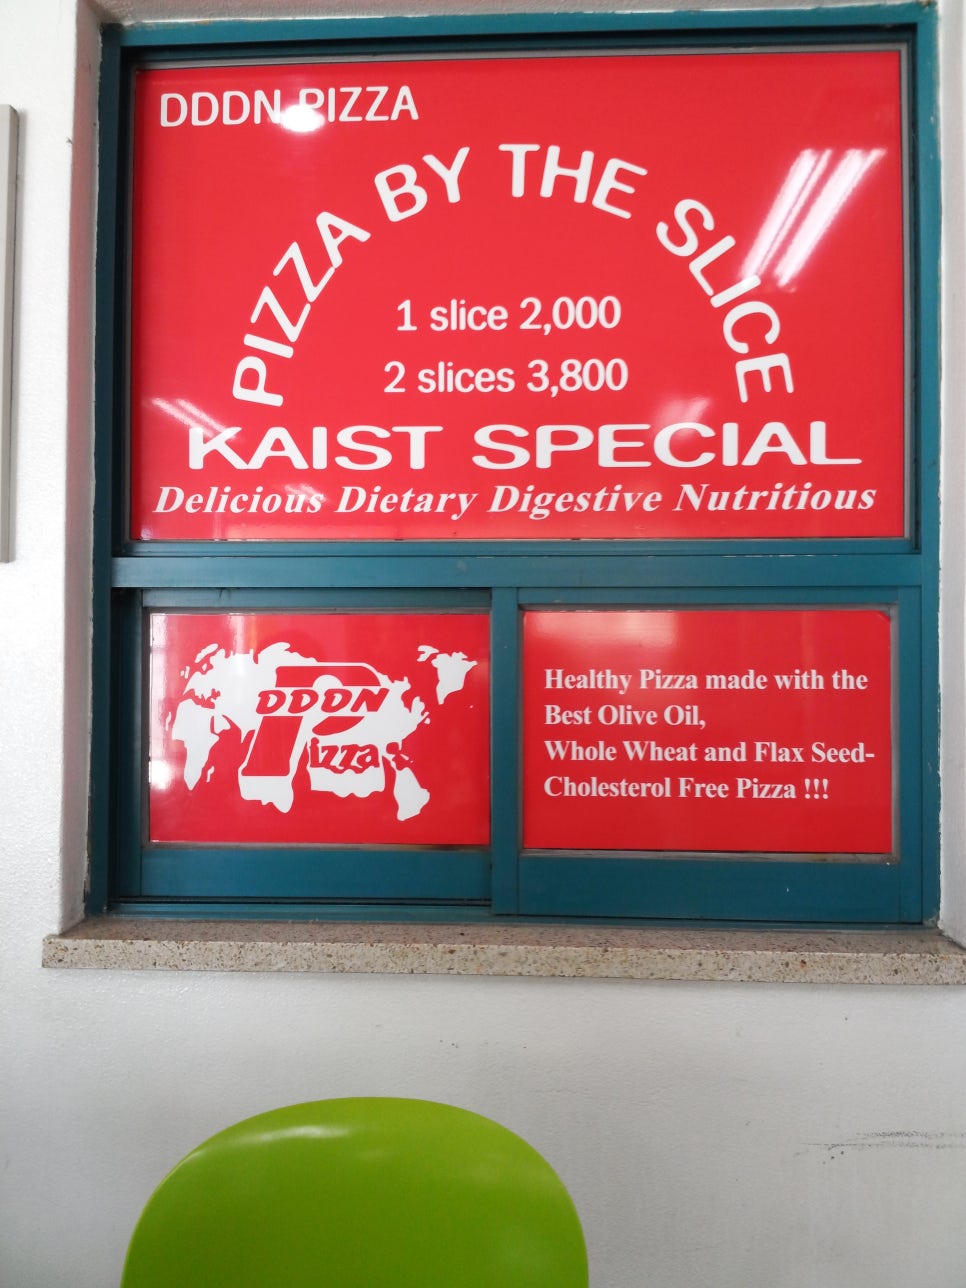 DDDN PIZZA
PIZZA BY THE SLICE
1 slice 2,000
2 slices 3,800
KAIST SPECIAL
Delicious Dietary Digestive Nutritious
DDDN
Pizza
Healthy Pizza made with the
Best Olive Oil,
Whole Wheat and Flax Seed-
Cholesterol Free Pizza !!!